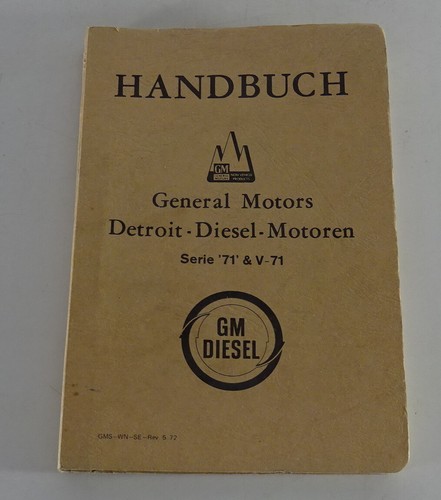 HANDBUCH
GM
General Motors
Detroit-Diesel-Motoren
Serie '71' & V-71
GM
DIESEL
GMS-WN-SE-Rev 5 72